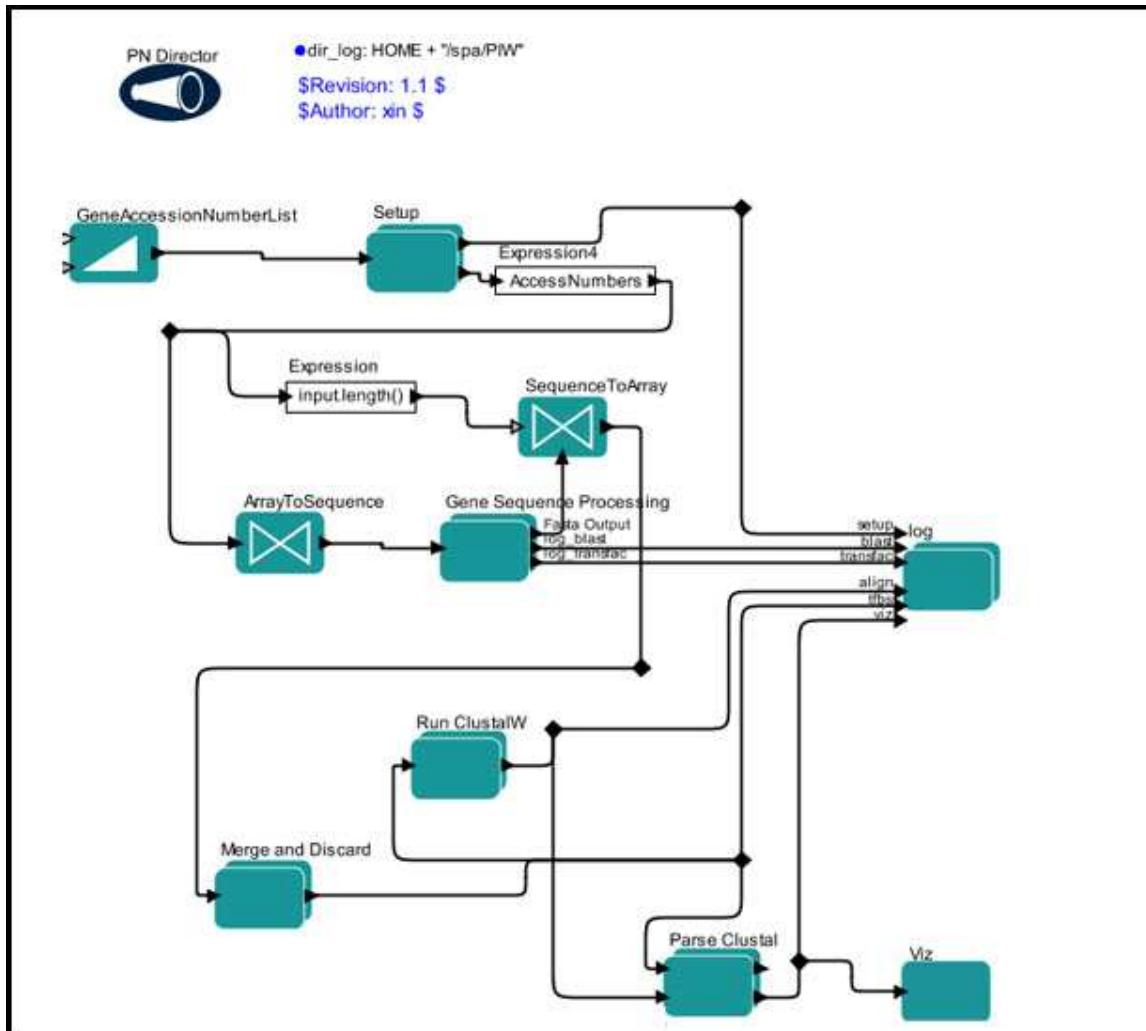 PN Director
dir_log: HOME + "/spa/PIW"
$Revision: 1.1 $
$Author: xin $
GeneAccessionNumberList
Setup
Expression4
AccessNumbers
Expression
input.length()
SequenceToArray
ArrayToSequence
Gene Sequence Processing
Fasta Output
log_blast
log_transfac
setup
log
blast
transfac
align
tfbs
viz
Run ClustalW
Merge and Discard
Parse Clustal
Viz